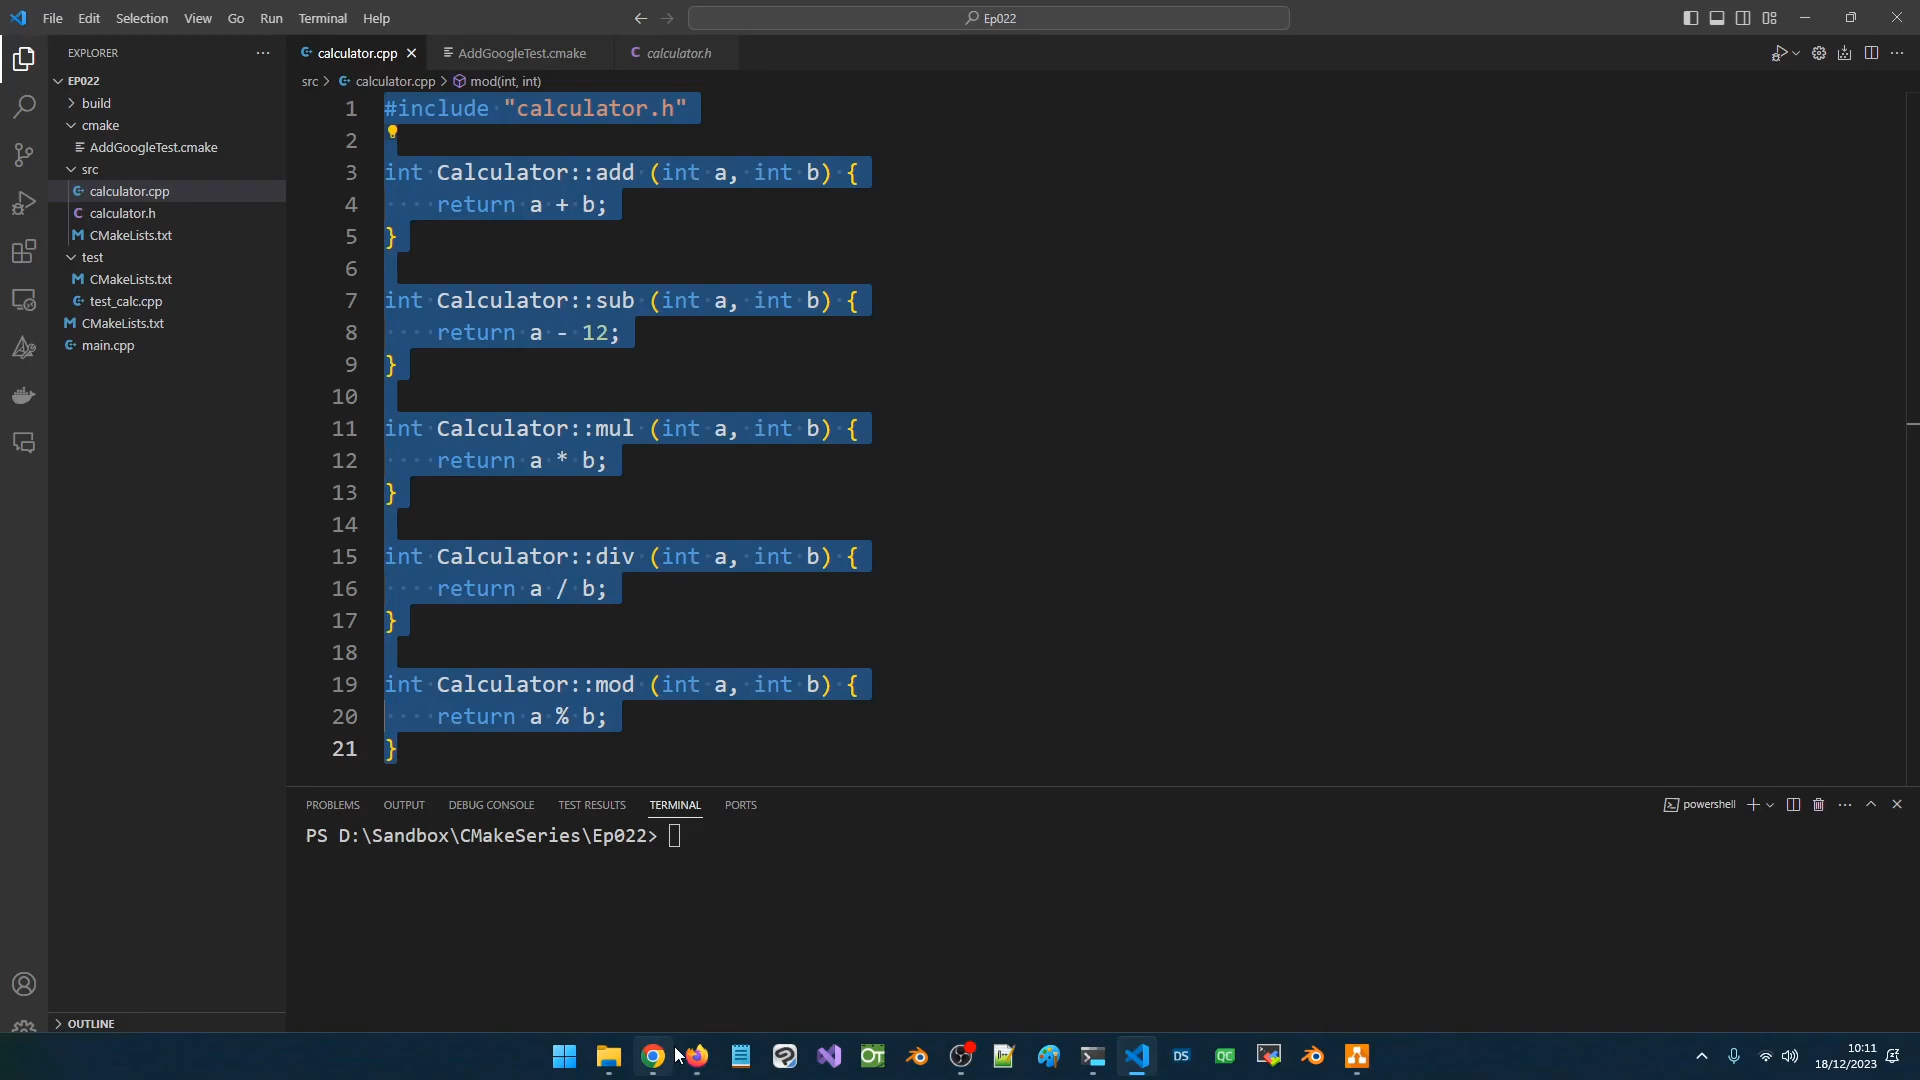 File Edit Selection View Go Run Terminal Help
Ep022
EXPLORER
calculator.cpp
AddGoogleTest.cmake
calculator.h
EP022
build
cmake
AddGoogleTest.cmake
src
calculator.cpp
calculator.h
CMakeLists.txt
test
CMakeLists.txt
test_calc.cpp
CMakeLists.txt
main.cpp
OUTLINE
src > calculator.cpp > mod(int, int)
1 #include "calculator.h"
2
3 int Calculator::add (int a, int b) {
4 return a + b;
5 }
6
7 int Calculator::sub (int a, int b) {
8 return a - 12;
9 }
10
11 int Calculator::mul (int a, int b) {
12 return a * b;
13 }
14
15 int Calculator::div (int a, int b) {
16 return a / b;
17 }
18
19 int Calculator::mod (int a, int b) {
20 return a % b;
21 }
PROBLEMS OUTPUT DEBUG CONSOLE TEST RESULTS TERMINAL PORTS
powershell
PS D:\Sandbox\CMakeSeries\Ep022>
DS
QC
10:11
18/12/2023